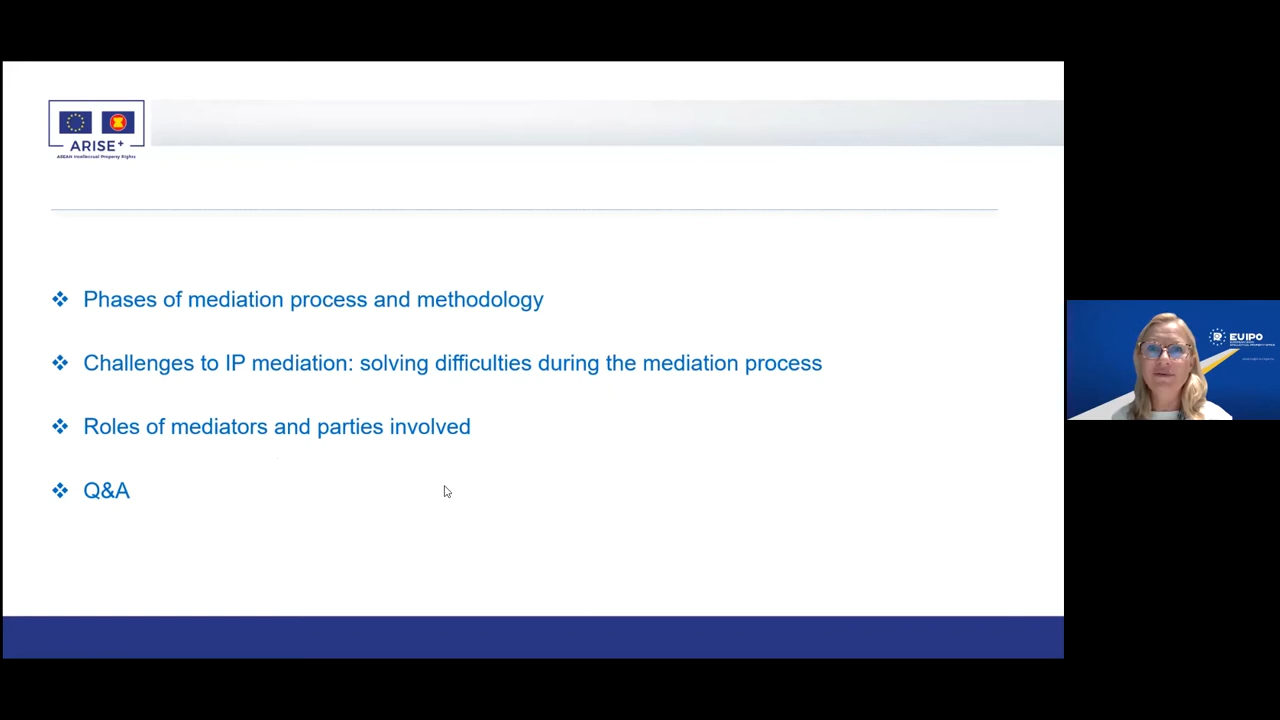 ARISE+
ASEAN Intellectual Property Rights
❖ Phases of mediation process and methodology
❖ Challenges to IP mediation: solving difficulties during the mediation process
❖ Roles of mediators and parties involved
❖ Q&A
EUIPO